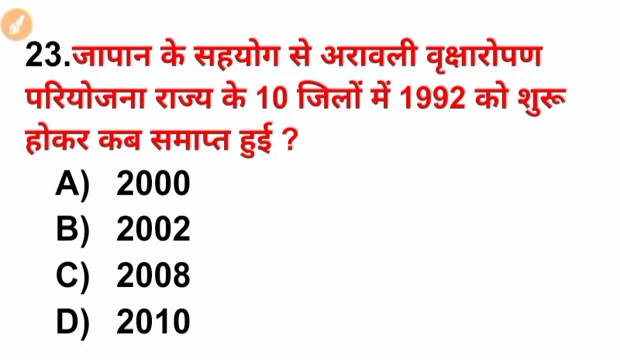 23.जापान के सहयोग से अरावली वृक्षारोपण
परियोजना राज्य के 10 जिलों में 1992 को शुरू
होकर कब समाप्त हुई ?
A) 2000
B) 2002
C) 2008
D) 2010